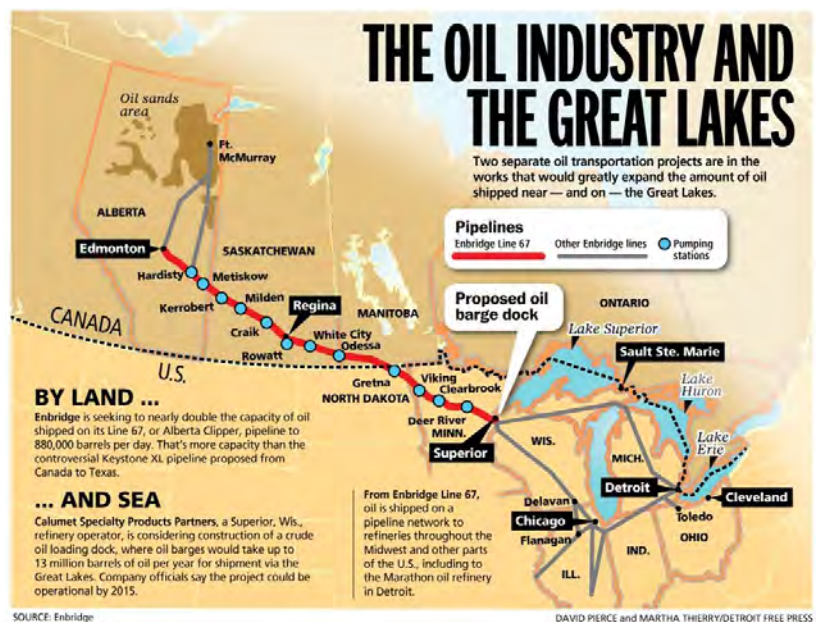 THE OIL INDUSTRY AND
THE GREAT LAKES
Two separate oil transportation projects are in the
works that would greatly expand the amount of oil
shipped near — and on — the Great Lakes.
Pipelines
Enbridge Line 67
Other Enbridge lines
Pumping
stations
Oil sands
area
Ft.
McMurray
ALBERTA
Edmonton
SASKATCHEWAN
Hardisty
Metiskow
Kerrobert
Milden
Regina
MANITOBA
Craik
White City
Rowatt
Odessa
CANADA
U.S.
Proposed oil
barge dock
ONTARIO
Lake Superior
Sault Ste. Marie
Lake
Huron
Lake
Erie
Gretna
Viking
Clearbrook
NORTH DAKOTA
Deer River
MINN.
Superior
WIS.
MICH.
Detroit
Cleveland
Toledo
Delavan
Chicago
Flanagan
OHIO
IND.
ILL.
BY LAND ...
Enbridge is seeking to nearly double the capacity of oil
shipped on its Line 67, or Alberta Clipper, pipeline to
880,000 barrels per day. That's more capacity than the
controversial Keystone XL pipeline proposed from
Canada to Texas.
... AND SEA
Calumet Specialty Products Partners, a Superior, Wis.,
refinery operator, is considering construction of a crude
oil loading dock, where oil barges would take up to
13 million barrels of oil per year for shipment via the
Great Lakes. Company officials say the project could be
operational by 2015.
From Enbridge Line 67,
oil is shipped on a
pipeline network to
refineries throughout the
Midwest and other parts
of the U.S., including to
the Marathon oil refinery
in Detroit.
SOURCE: Enbridge
DAVID PIERCE and MARTHA THIERRY/DETROIT FREE PRESS